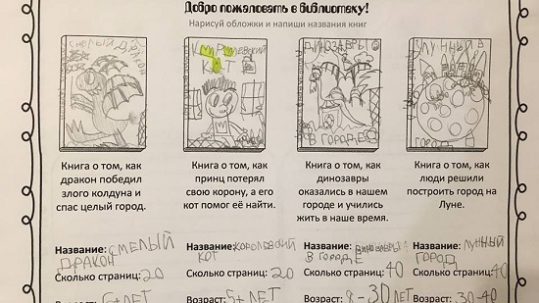 Добро пожаловать в библиотеку!
Нарисуй обложки и напиши названия книг
СМЕЛЫЙ ДРАКОН
КОТ
ДИНОЗАВРЫ
В ГОРОДЕ
ЛУННЫЙ
Книга о том, как
дракон победил
злого колдуна и
спас целый город.
Книга о том, как
принц потерял
свою корону, а его
кот помог её найти.
Книга о том, как
динозавры
оказались в нашем
городе и учились
жить в наше время.
Книга о том, как
люди решили
построить город на
Луне.
Название: СМЕЛЫЙ
ДРАКОН
Сколько страниц: 20
Возраст: 6+ ЛЕТ
Название: КОРОЛЕВСКИЙ
КОТ
Сколько страниц: 20
Возраст: 5+ ЛЕТ
Название: ДИНОЗАВРЫ
В ГОРОДЕ
Сколько страниц: 40
Возраст: 8-30 ЛЕТ
Название: ЛУННЫЙ
ГОРОД
Сколько страниц: 40
Возраст: 30-40